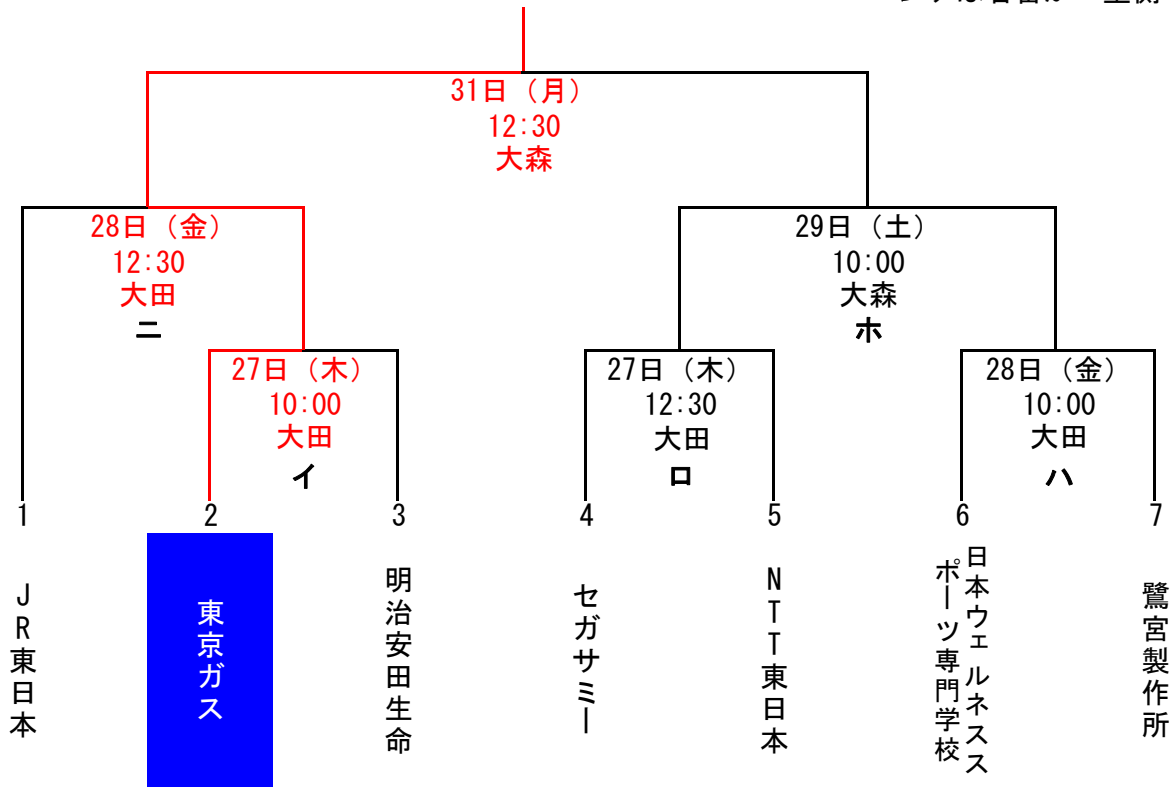 31日（月）
12:30
大森
28日（金）
12:30
大田
ニ
29日（土）
10:00
大森
ホ
27日（木）
10:00
大田
イ
27日（木）
12:30
大田
ロ
28日（金）
10:00
大田
ハ
1
2
3
4
5
6
7
JR東日本
東京ガス
明治安田生命
セガサミー
NTT東日本
日本ウェルネスス
ポーツ専門学校
鷺宮製作所